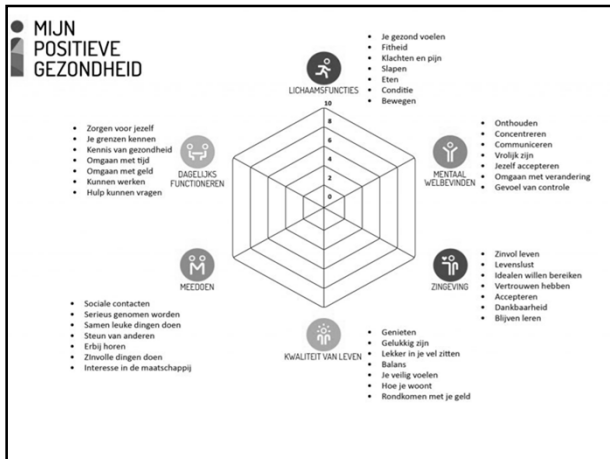 MIJN
POSITIEVE
GEZONDHEID
LICHAAMSFUNCTIES
• Je gezond voelen
• Fitheid
• Klachten en pijn
• Slapen
• Eten
• Conditie
• Bewegen
10
8
6
4
2
0
MENTAAL
WELBEVINDEN
• Onthouden
• Concentreren
• Communiceren
• Vrolijk zijn
• Jezelf accepteren
• Omgaan met verandering
• Gevoel van controle
ZINGEVING
• Zinvol leven
• Levenslust
• Idealen willen bereiken
• Vertrouwen hebben
• Accepteren
• Dankbaarheid
• Blijven leren
KWALITEIT VAN LEVEN
• Genieten
• Gelukkig zijn
• Lekker in je vel zitten
• Balans
• Je veilig voelen
• Hoe je woont
• Rondkomen met je geld
MEEDOEN
• Sociale contacten
• Serieus genomen worden
• Samen leuke dingen doen
• Steun van anderen
• Erbij horen
• ZInvolle dingen doen
• Interesse in de maatschappij
DAGELIJKS
FUNCTIONEREN
• Zorgen voor jezelf
• Je grenzen kennen
• Kennis van gezondheid
• Omgaan met tijd
• Omgaan met geld
• Kunnen werken
• Hulp kunnen vragen